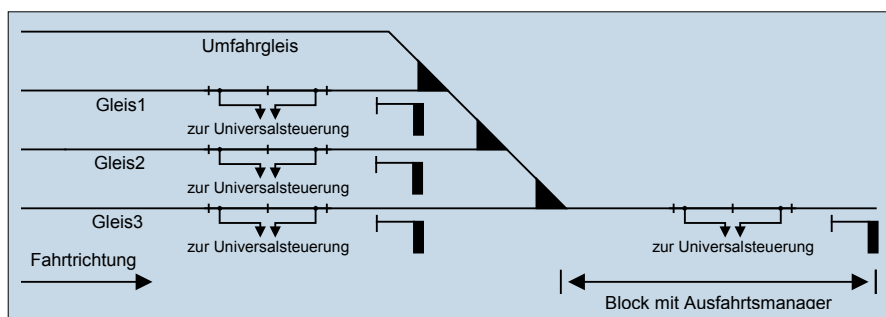 Umfahrgleis
Gleis1
zur Universalsteuerung
Gleis2
zur Universalsteuerung
Gleis3
zur Universalsteuerung
zur Universalsteuerung
Fahrtrichtung
Block mit Ausfahrtsmanager